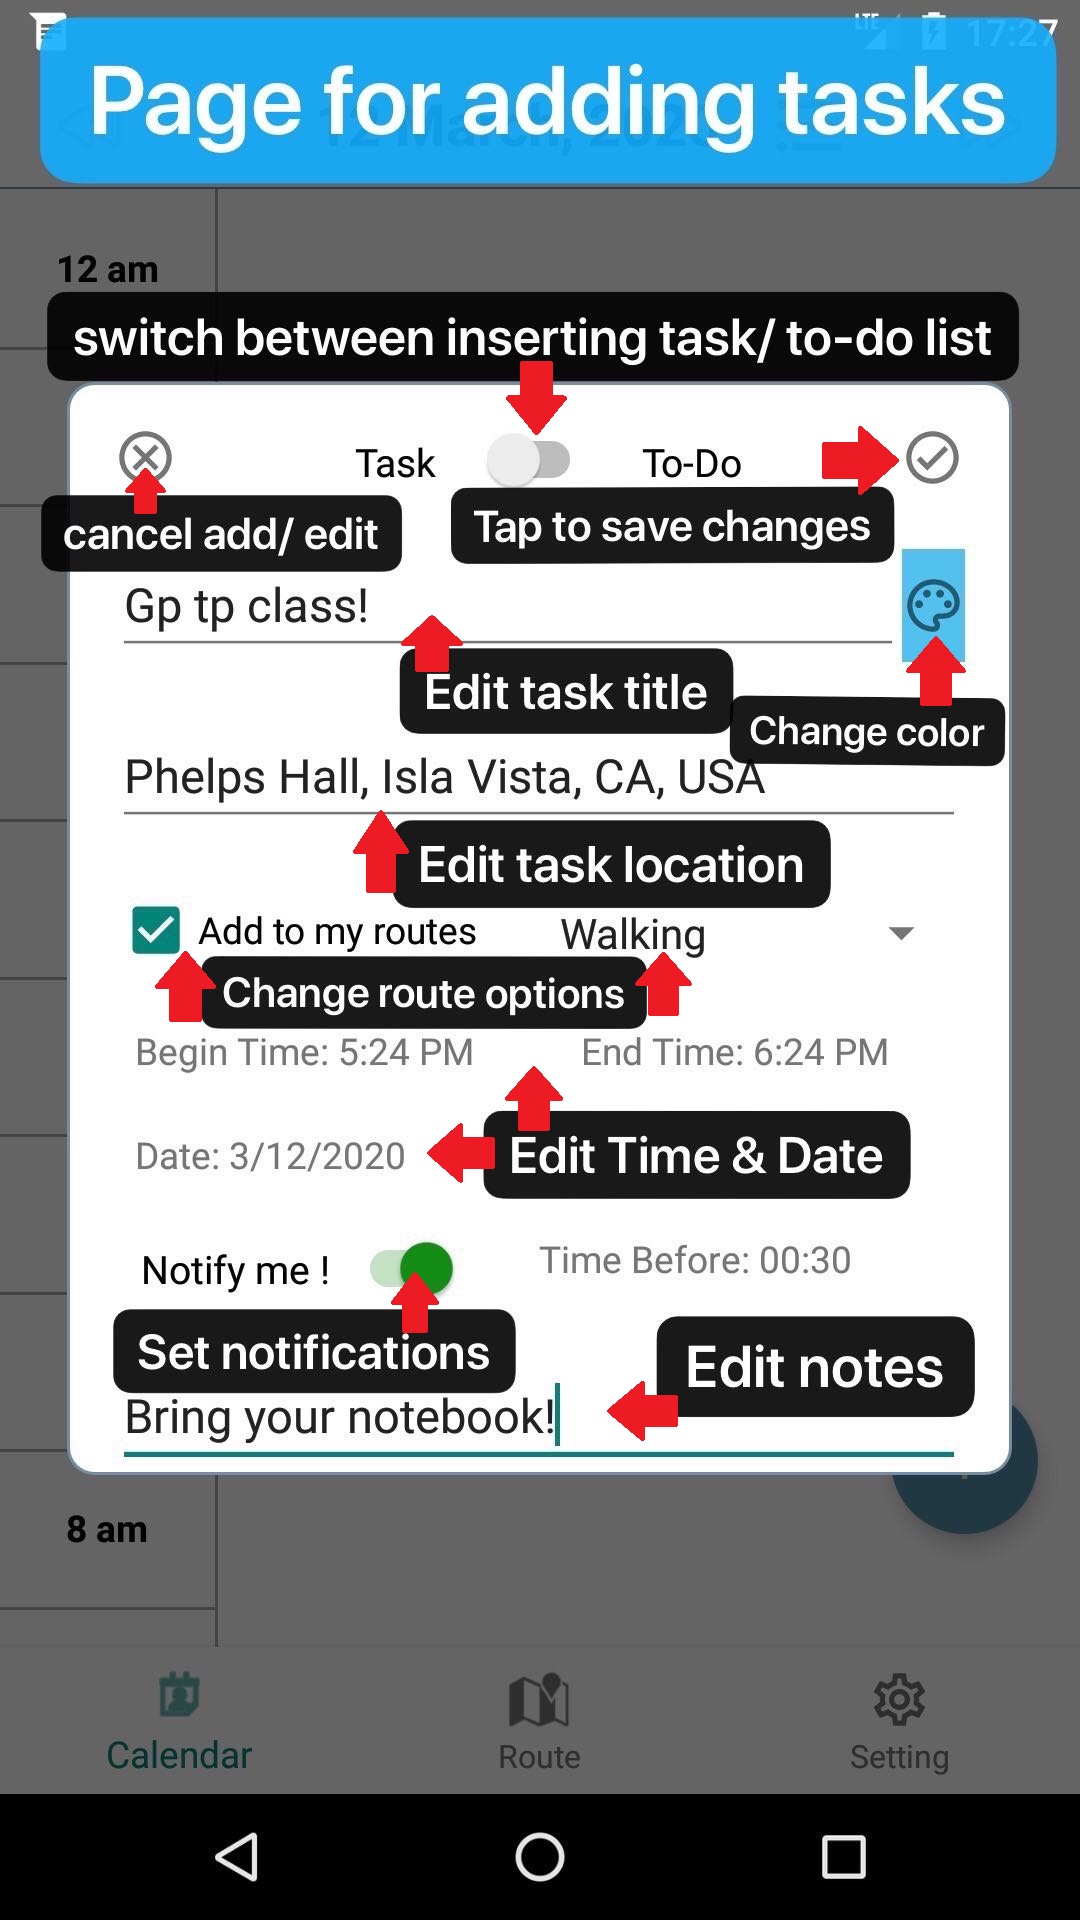 LTE 17:27
Page for adding tasks
12 March, 202
12 am
switch between inserting task/ to-do list
Task To-Do
cancel add/ edit
Tap to save changes
Gp tp class!
Edit task title
Change color
Phelps Hall, Isla Vista, CA, USA
Edit task location
Add to my routes Walking
Change route options
Begin Time: 5:24 PM End Time: 6:24 PM
Date: 3/12/2020
Edit Time & Date
Notify me ! Time Before: 00:30
Set notifications
Edit notes
Bring your notebook!
8 am
Calendar Route Setting